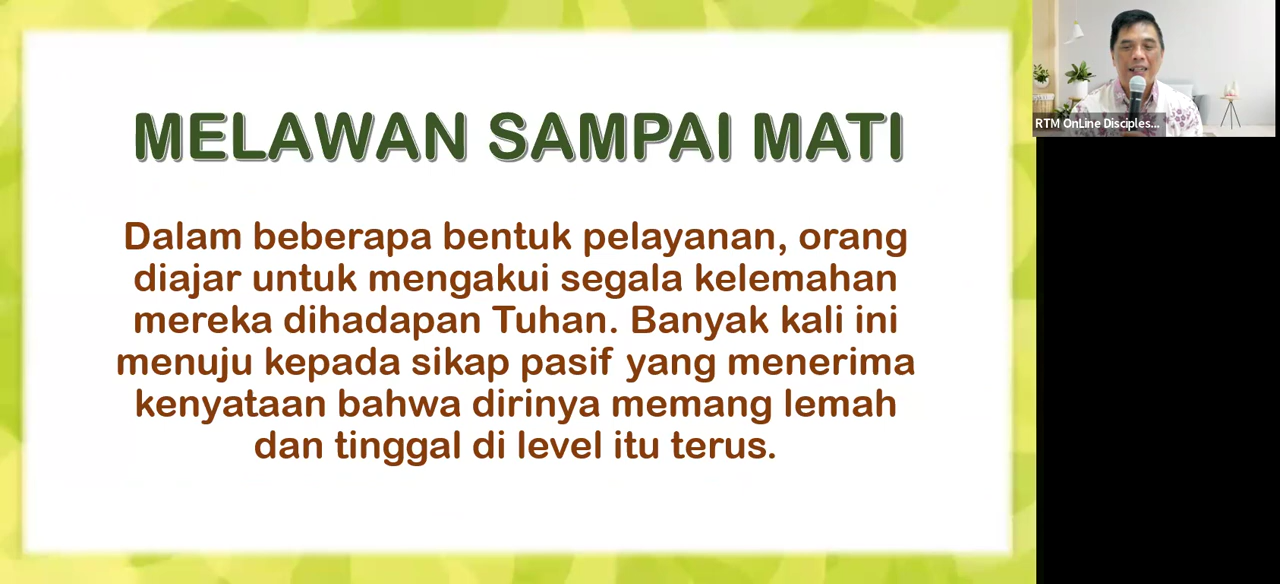 MELAWAN SAMPAI MATI
Dalam beberapa bentuk pelayanan, orang
diajar untuk mengakui segala kelemahan
mereka dihadapan Tuhan. Banyak kali ini
menuju kepada sikap pasif yang menerima
kenyataan bahwa dirinya memang lemah
dan tinggal di level itu terus.
RTM OnLine Disciples...